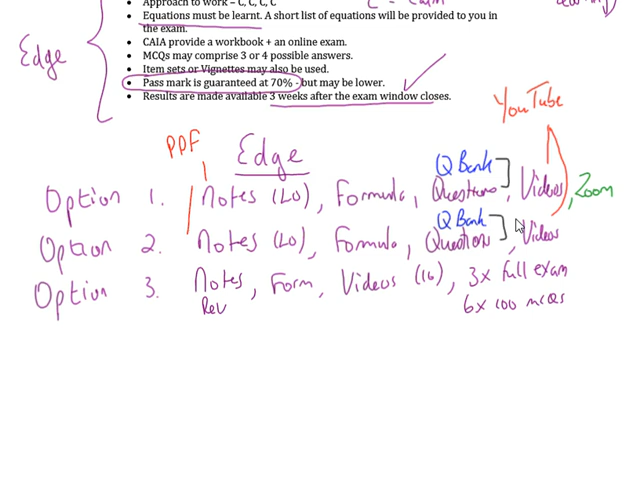 Approach to work – C, C, C, C
Equations must be learnt. A short list of equations will be provided to you in
the exam.
CAIA provide a workbook + an online exam.
MCQs may comprise 3 or 4 possible answers.
Item sets or Vignettes may also be used.
Pass mark is guaranteed at 70% - but may be lower.
Results are made available 3 weeks after the exam window closes.
Edge
YouTube
PDF
Edge
Q Bank
Option 1. Notes (LO), Formula, Questions, Videos, Zoom
Q Bank
Option 2. Notes (LO), Formula, Question, Videos
Option 3. Notes, Form, Videos (16), 3x full exam
Rev 6x 100 MCQs